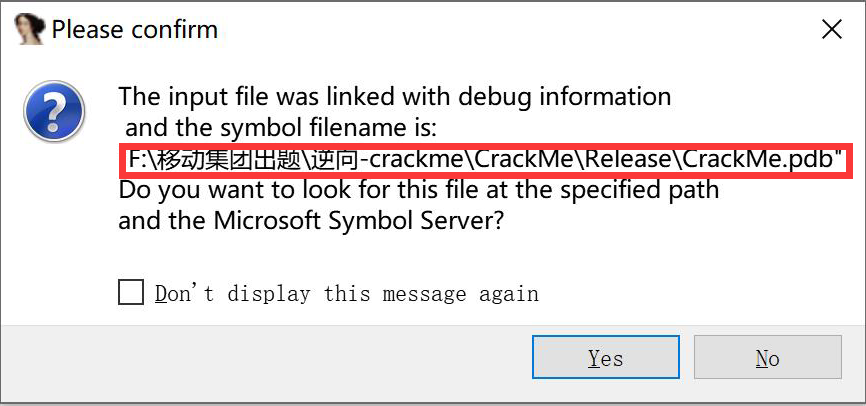 Please confirm
The input file was linked with debug information
and the symbol filename is:
"F:\移动集团出题\逆向-crackme\CrackMe\Release\CrackMe.pdb"
Do you want to look for this file at the specified path
and the Microsoft Symbol Server?
Don't display this message again
Yes
No